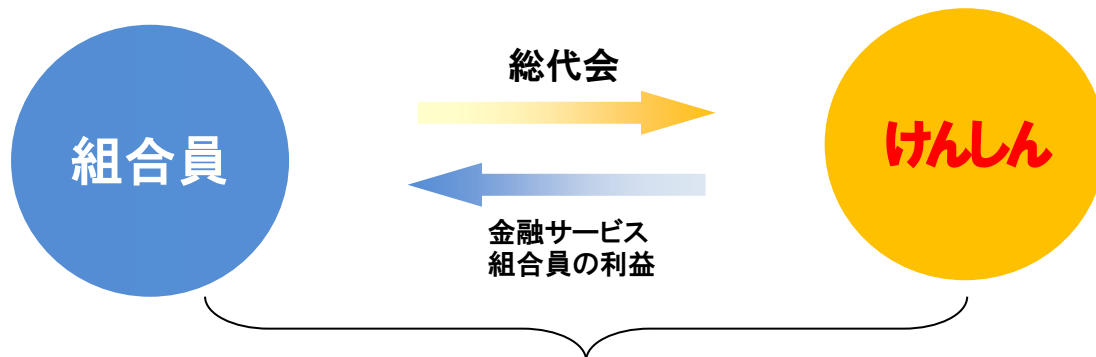 総代会
組合員
けんしん
金融サービス
組合員の利益